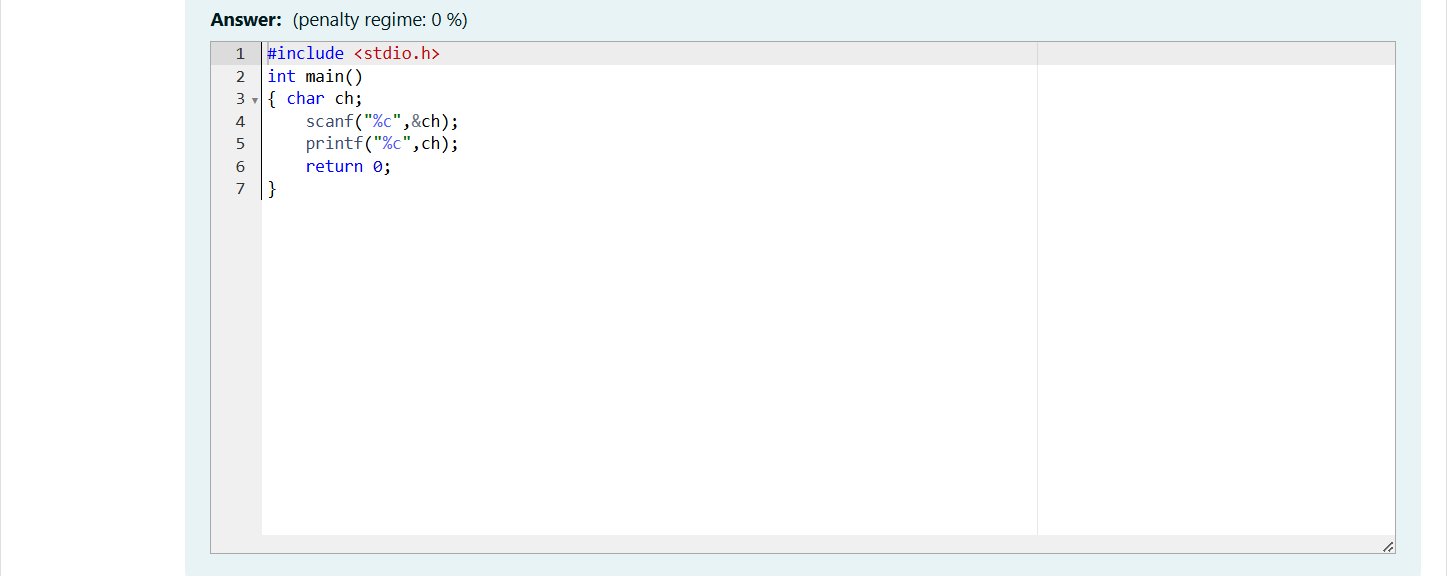 Answer: (penalty regime: 0 %)
1 #include <stdio.h>
2 int main()
3 { char ch;
4     scanf("%c",&ch);
5     printf("%c",ch);
6     return 0;
7 }